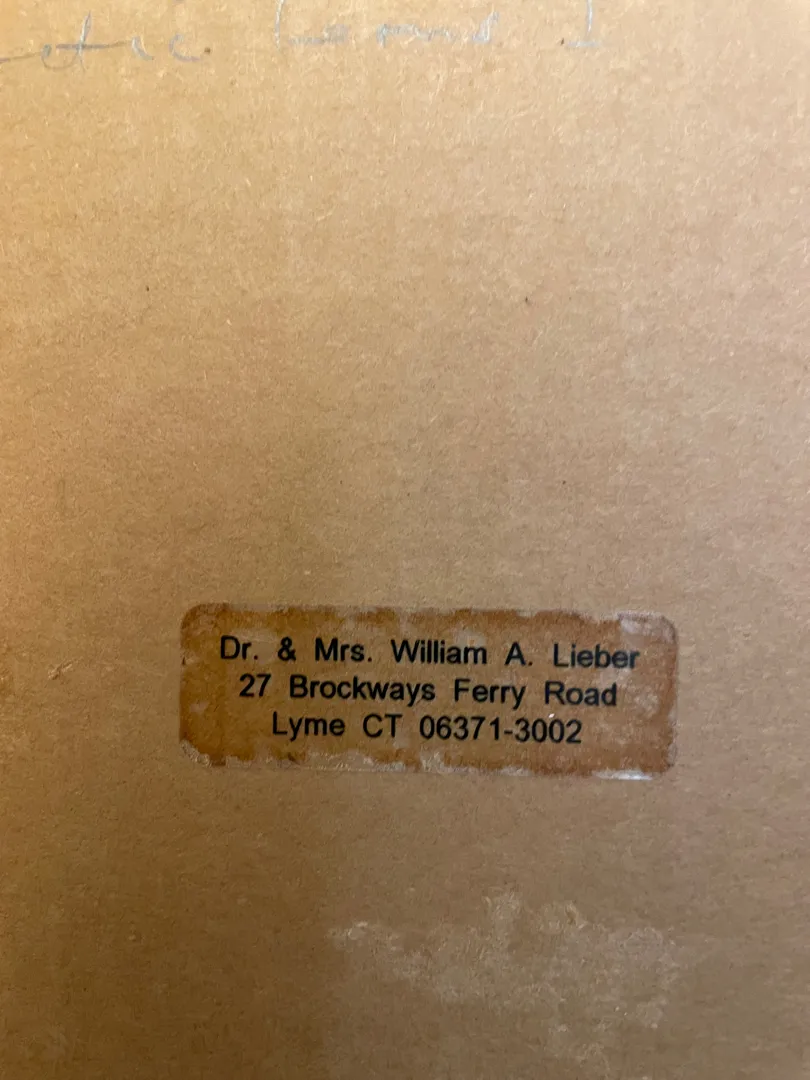 Dr. & Mrs. William A. Lieber
27 Brockways Ferry Road
Lyme CT 06371-3002